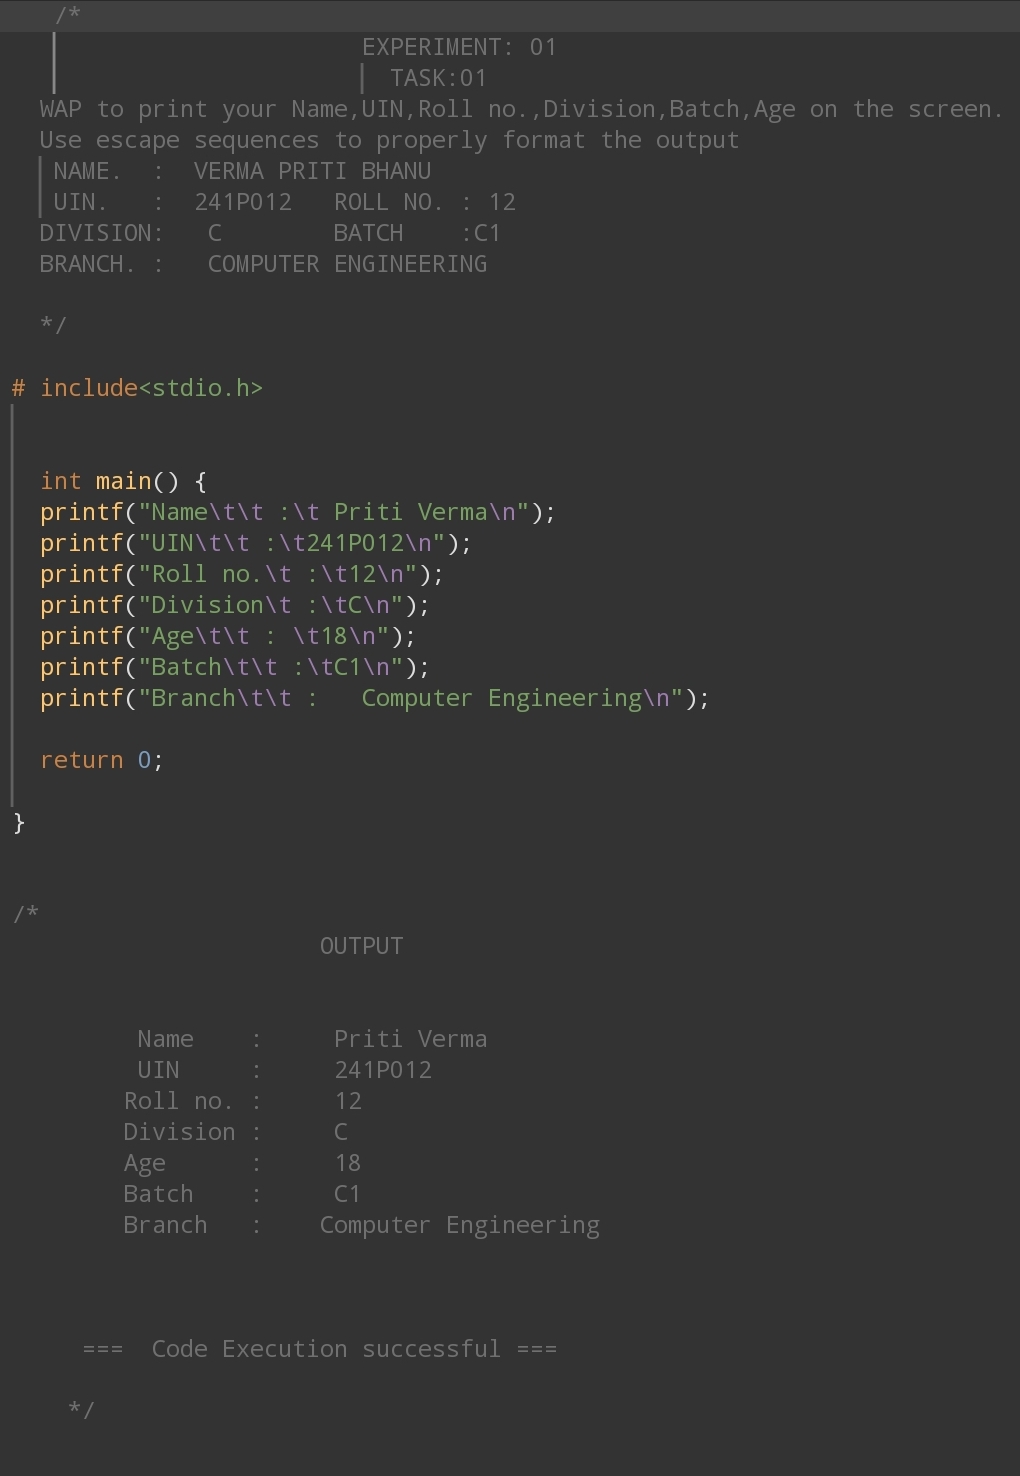 /*
EXPERIMENT: 01
TASK:01
WAP to print your Name,UIN,Roll no.,Division,Batch,Age on the screen.
Use escape sequences to properly format the output
NAME.  :  VERMA PRITI BHANU
UIN.   :  241P012   ROLL NO. : 12
DIVISION:   C        BATCH    :C1
BRANCH. :   COMPUTER ENGINEERING
*/
# include<stdio.h>
int main() {
printf("Name\t\t :\t Priti Verma\n");
printf("UIN\t\t :\t241P012\n");
printf("Roll no.\t :\t12\n");
printf("Division\t :\tC\n");
printf("Age\t\t : \t18\n");
printf("Batch\t\t :\tC1\n");
printf("Branch\t\t :   Computer Engineering\n");
return 0;
}
/*
OUTPUT
Name    :     Priti Verma
UIN     :     241P012
Roll no. :     12
Division :     C
Age      :     18
Batch    :     C1
Branch   :    Computer Engineering
===  Code Execution successful ===
*/